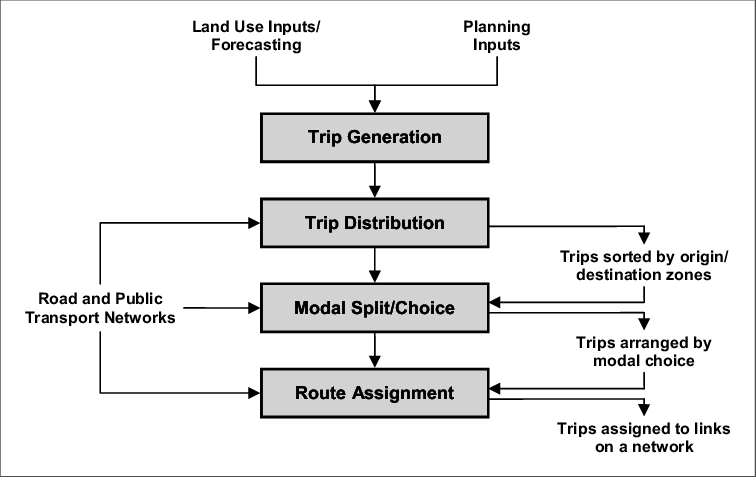 Land Use Inputs/
Forecasting
Planning
Inputs
Trip Generation
Trip Distribution
Trips sorted by origin/
destination zones
Road and Public
Transport Networks
Modal Split/Choice
Trips arranged by
modal choice
Route Assignment
Trips assigned to links
on a network